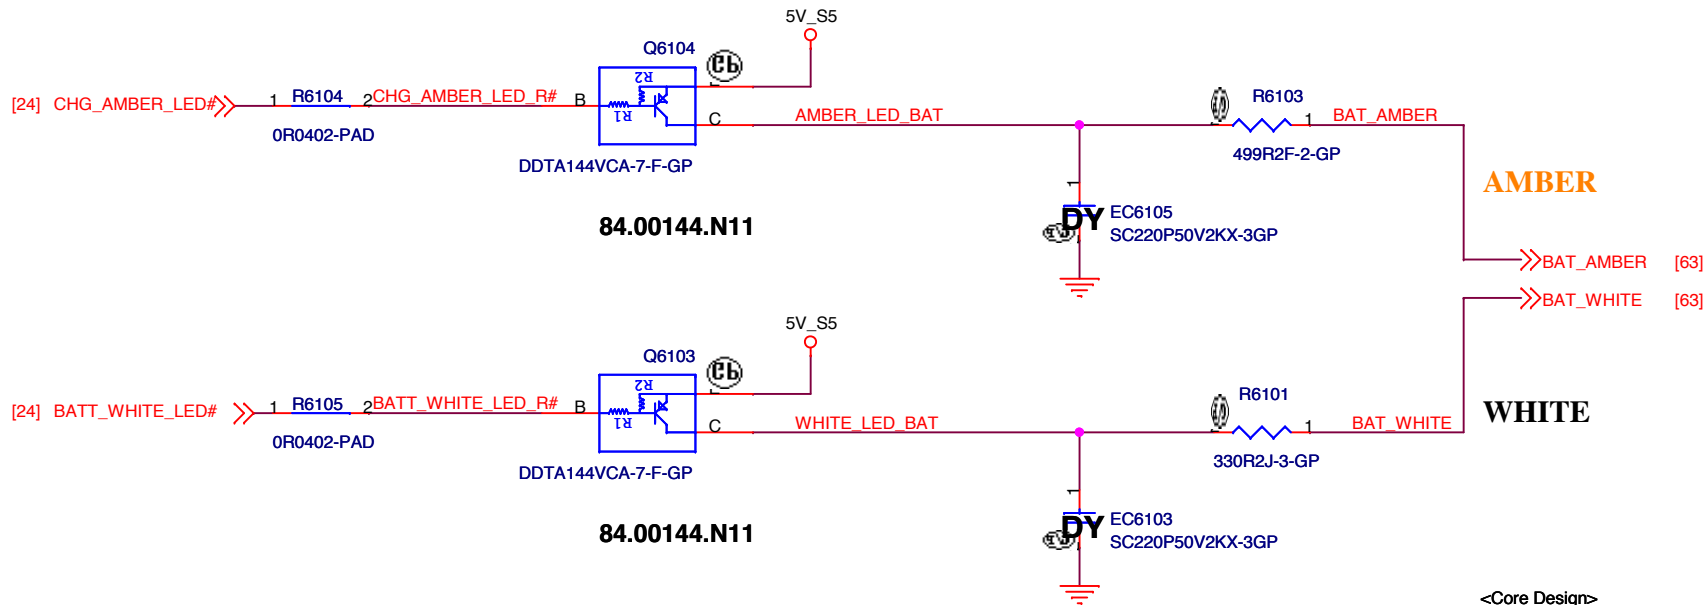 5V_S5
Q6104
R2
R1
[24] CHG_AMBER_LED#
1 R6104 2
CHG_AMBER_LED_R#
B
C
AMBER_LED_BAT
R6103
1
BAT_AMBER
0R0402-PAD
DDTA144VCA-7-F-GP
499R2F-2-GP
AMBER
84.00144.N11
1
DY
EC6105
SC220P50V2KX-3GP
BAT_AMBER [63]
BAT_WHITE [63]
5V_S5
Q6103
R2
R1
[24] BATT_WHITE_LED#
1 R6105 2
BATT_WHITE_LED_R#
B
C
WHITE_LED_BAT
R6101
1
BAT_WHITE
WHITE
0R0402-PAD
DDTA144VCA-7-F-GP
330R2J-3-GP
84.00144.N11
1
DY
EC6103
SC220P50V2KX-3GP
<Core Design>